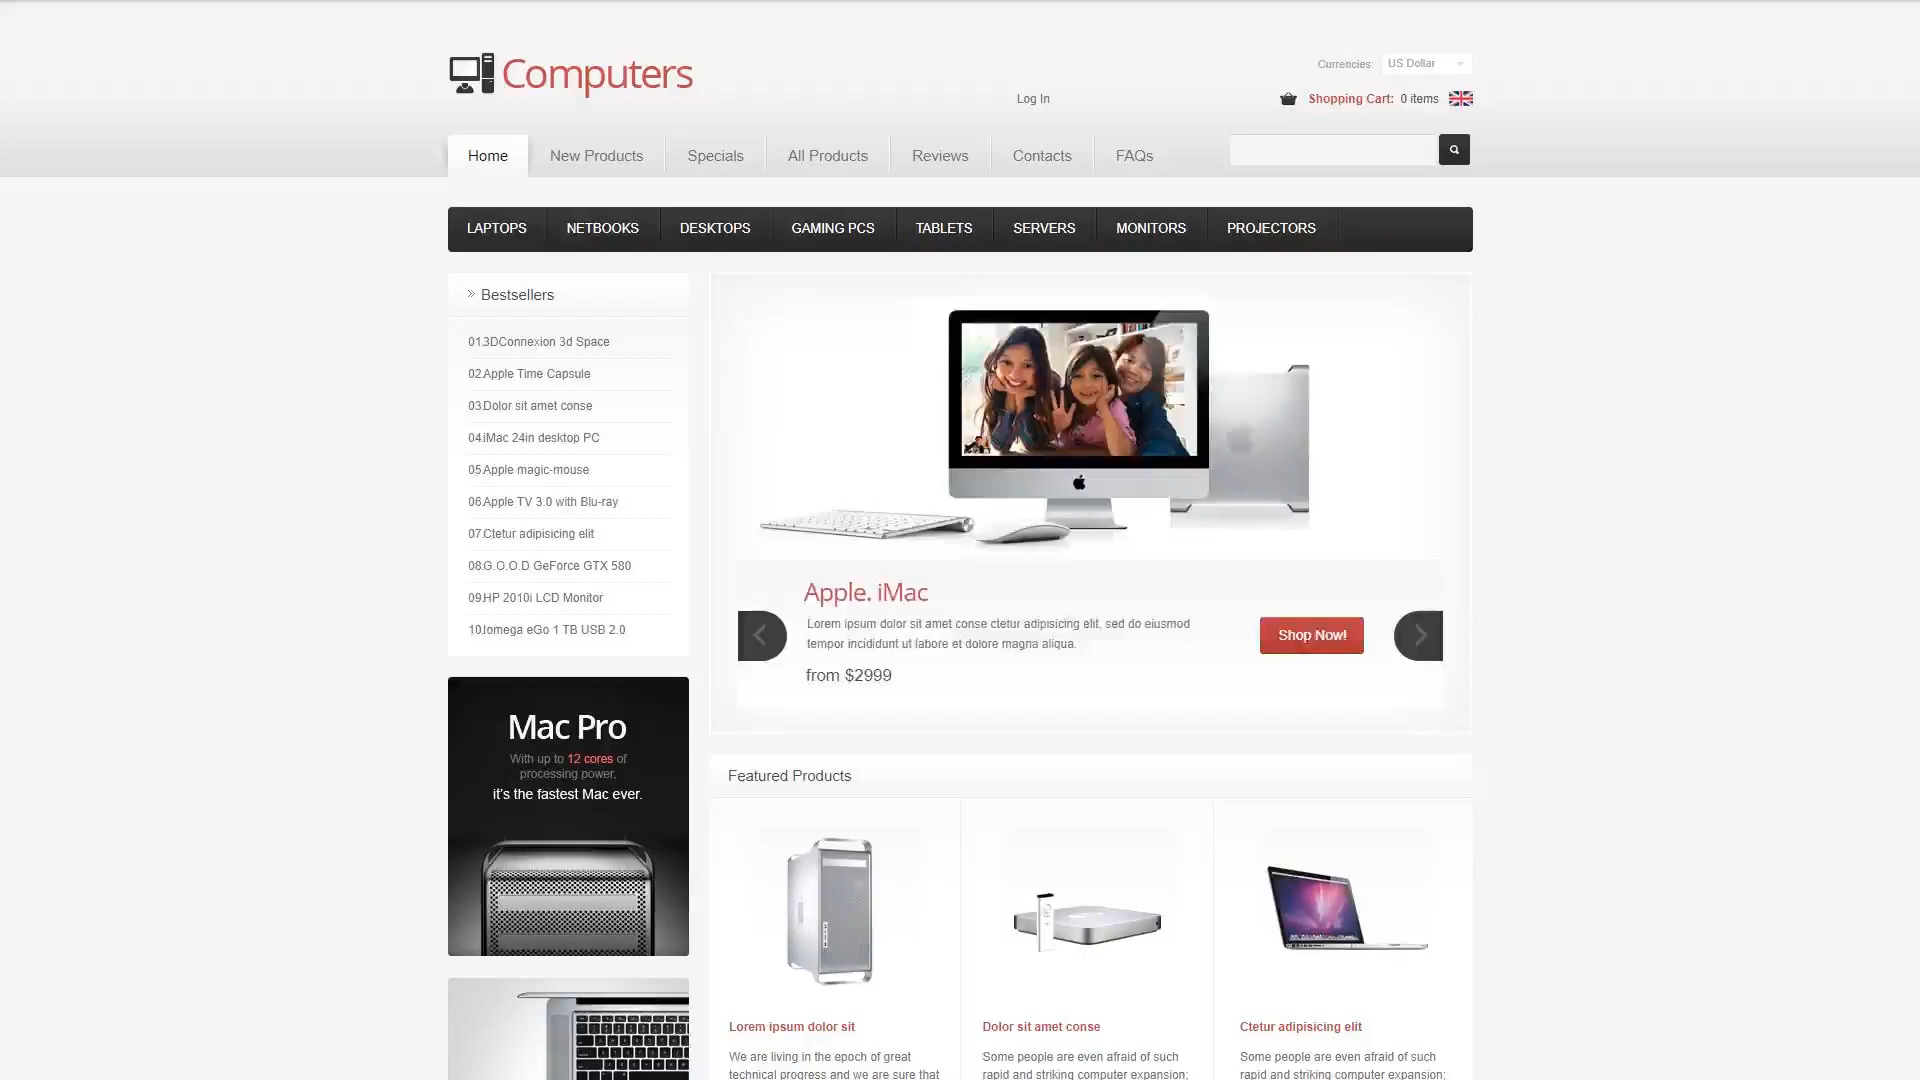 Computers
Currencies: US Dollar
Log In
Shopping Cart: 0 items
Home New Products Specials All Products Reviews Contacts FAQs
LAPTOPS NETBOOKS DESKTOPS GAMING PCS TABLETS SERVERS MONITORS PROJECTORS
Bestsellers
01.3DConnexion 3d Space
02.Apple Time Capsule
03.Dolor sit amet conse
04.iMac 24in desktop PC
05.Apple magic-mouse
06.Apple TV 3.0 with Blu-ray
07.Ctetur adipisicing elit
08.G.O.O.D GeForce GTX 580
09.HP 2010i LCD Monitor
10.Iomega eGo 1 TB USB 2.0
Apple. iMac
Lorem ipsum dolor sit amet conse ctetur adipisicing elit, sed do eiusmod
tempor incididunt ut labore et dolore magna aliqua.
from $2999
Shop Now!
Mac Pro
With up to 12 cores of
processing power,
it's the fastest Mac ever.
Featured Products
Lorem ipsum dolor sit
We are living in the epoch of great
technical progress and we are sure that
Dolor sit amet conse
Some people are even afraid of such
rapid and striking computer expansion;
Ctetur adipisicing elit
Some people are even afraid of such
rapid and striking computer expansion;